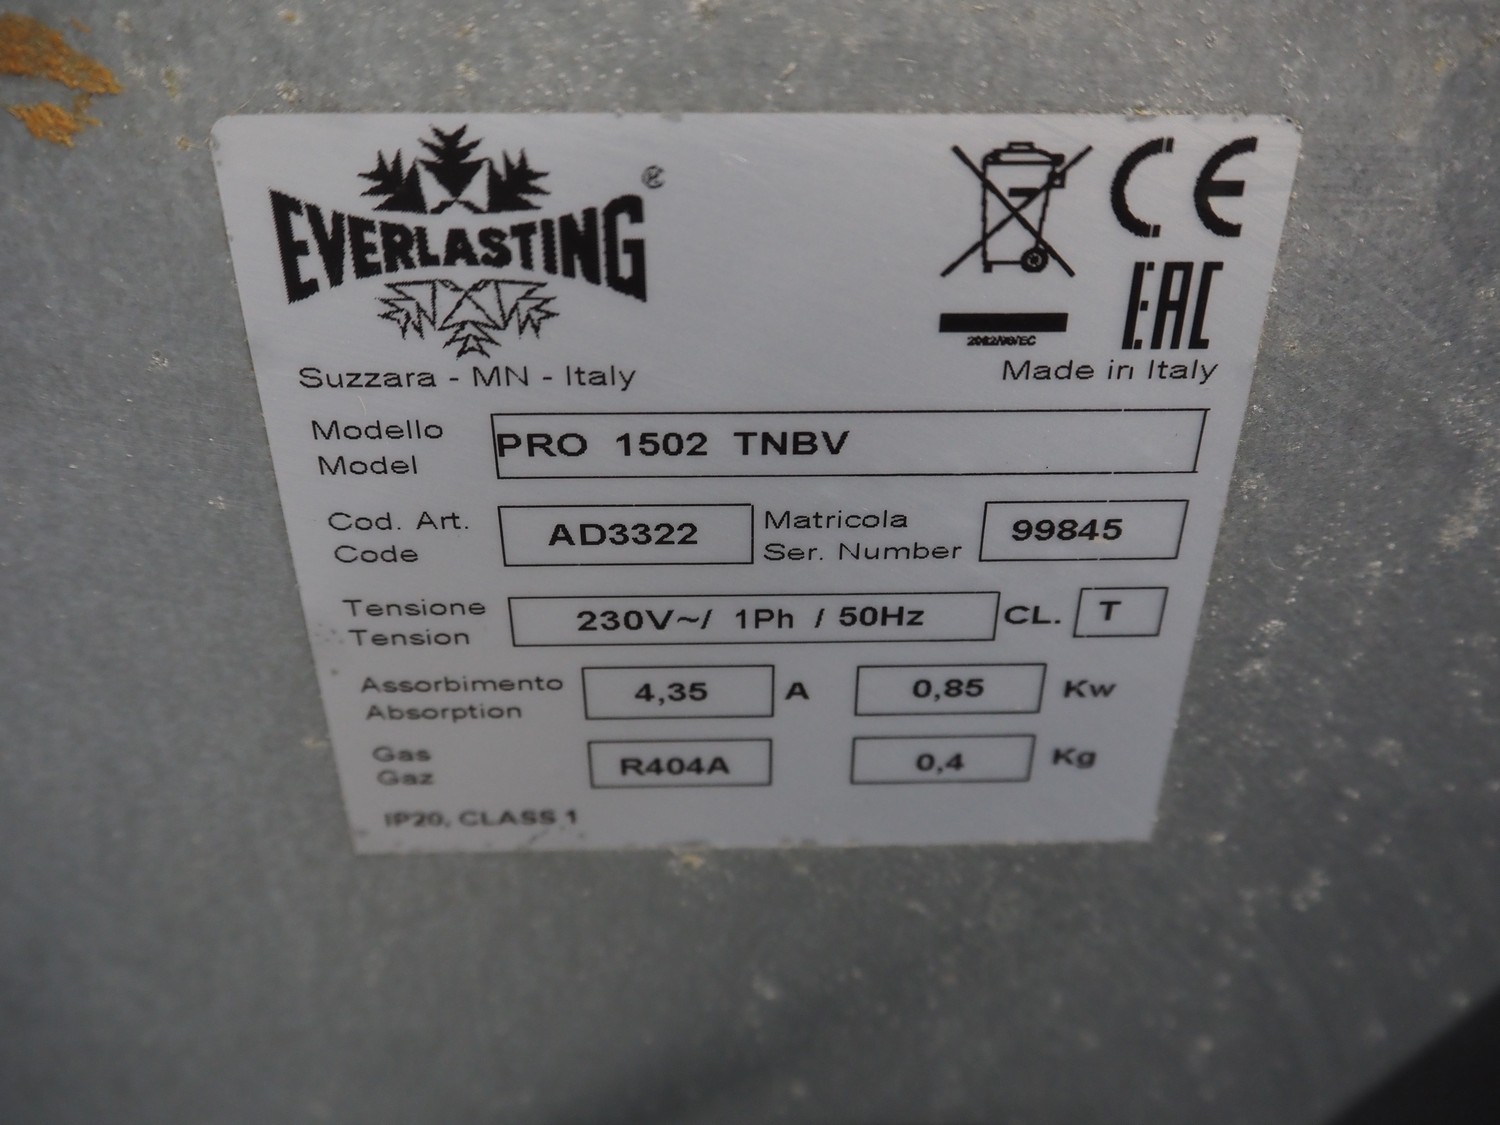 EVERLASTING ®
CE
EAC
2002/96/EC
Suzzara - MN - Italy
Made in Italy
Modello
Model
PRO 1502 TNBV
Cod. Art.
Code
AD3322
Matricola
Ser. Number
99845
Tensione
Tension
230V~/ 1Ph / 50Hz
CL.
T
Assorbimento
Absorption
4,35 A
0,85 Kw
Gas
Gaz
R404A
0,4 Kg
IP20, CLASS 1